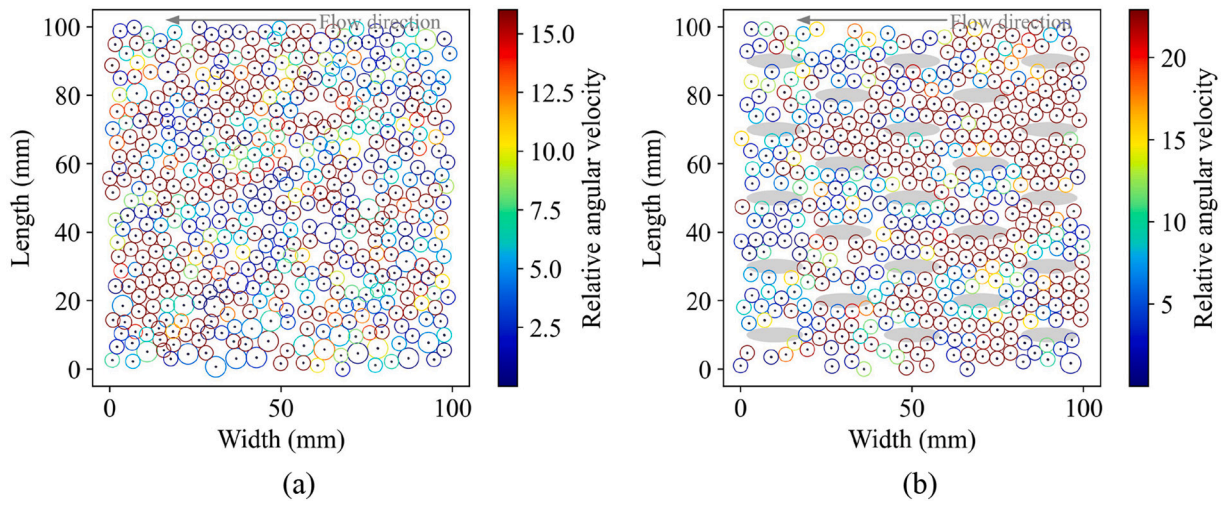 Flow direction
100
80
60
40
20
0
0
50
100
Length (mm)
Width (mm)
15.0
12.5
10.0
7.5
5.0
2.5
Relative angular velocity
(a)
Flow direction
100
80
60
40
20
0
0
50
100
Length (mm)
Width (mm)
20
15
10
5
Relative angular velocity
(b)